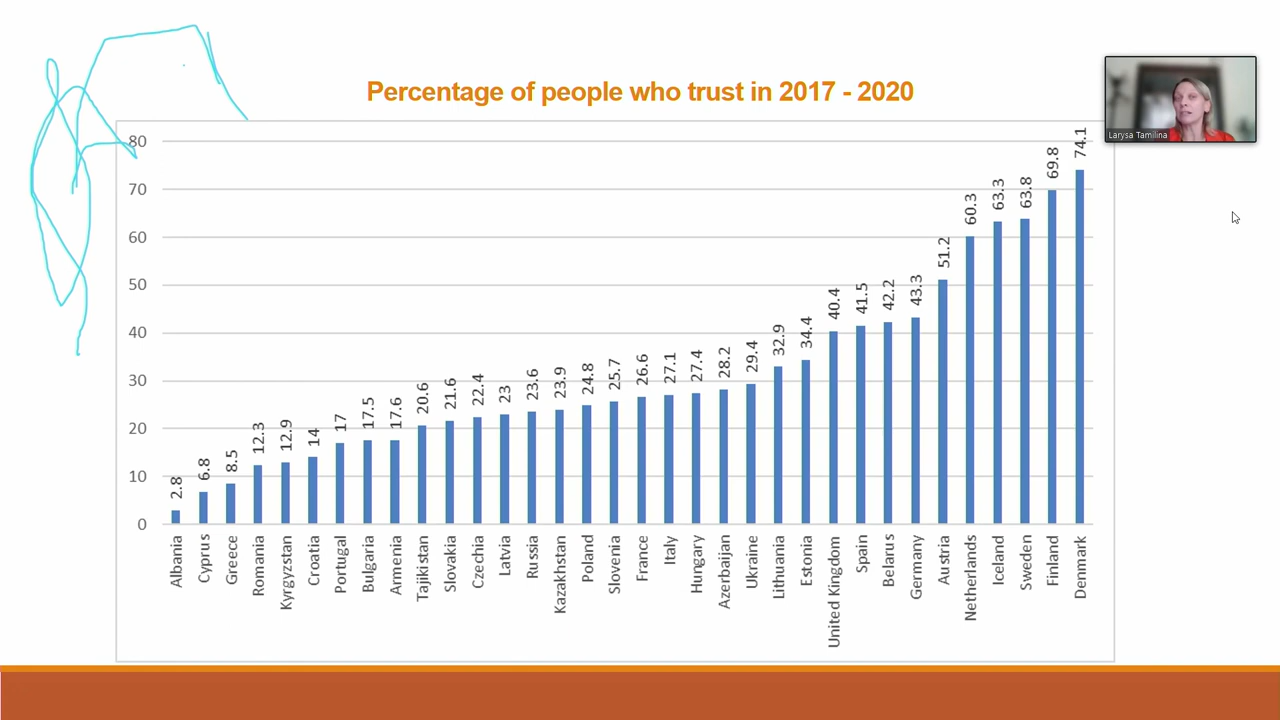 Percentage of people who trust in 2017 - 2020
Larysa Tamilina
80
70
60
50
40
30
20
10
0
2.8
6.8
8.5
12.3
12.9
14
17
17.5
17.6
20.6
21.6
22.4
23
23.6
23.9
24.8
25.7
26.6
27.1
27.4
28.2
29.4
32.9
34.4
40.4
41.5
42.2
43.3
51.2
60.3
63.3
63.8
69.8
74.1
Albania
Cyprus
Greece
Romania
Kyrgyzstan
Croatia
Portugal
Bulgaria
Armenia
Tajikistan
Slovakia
Czechia
Latvia
Russia
Kazakhstan
Poland
Slovenia
France
Italy
Hungary
Azerbaijan
Ukraine
Lithuania
Estonia
United Kingdom
Spain
Belarus
Germany
Austria
Netherlands
Iceland
Sweden
Finland
Denmark